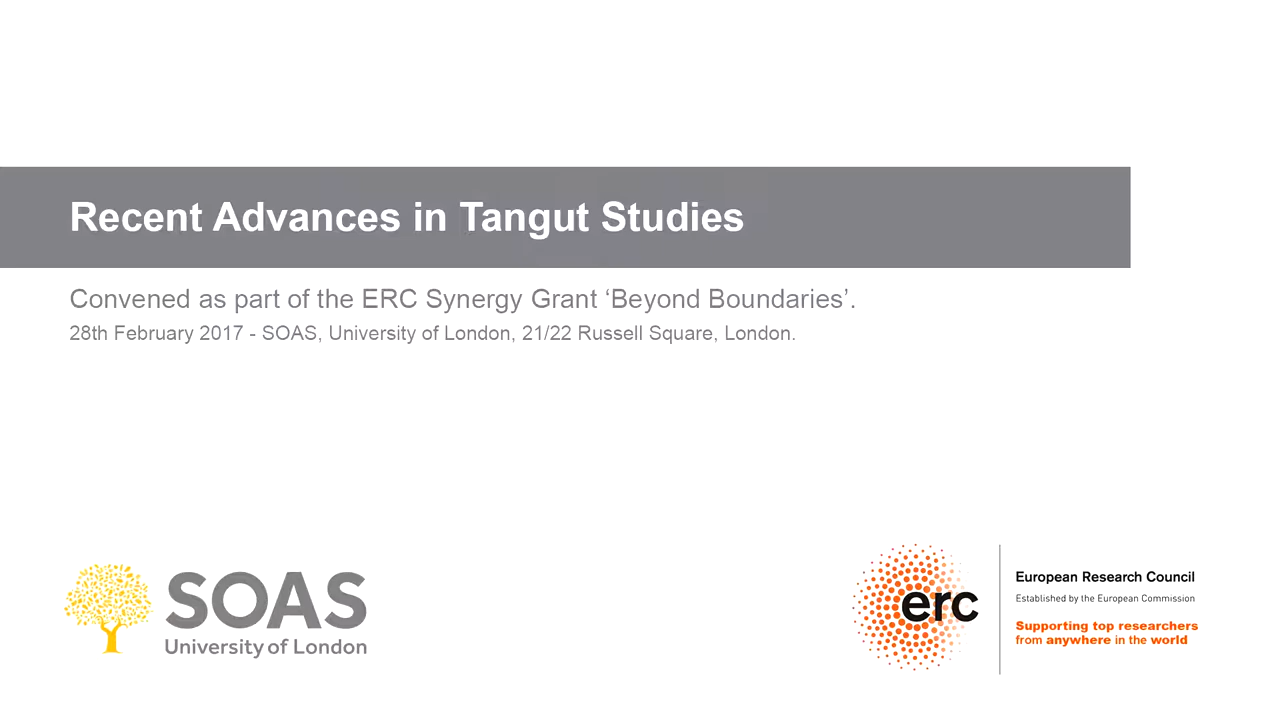 Recent Advances in Tangut Studies
Convened as part of the ERC Synergy Grant ‘Beyond Boundaries’.
28th February 2017 - SOAS, University of London, 21/22 Russell Square, London.
SOAS
University of London
erc
European Research Council
Established by the European Commission
Supporting top researchers
from anywhere in the world